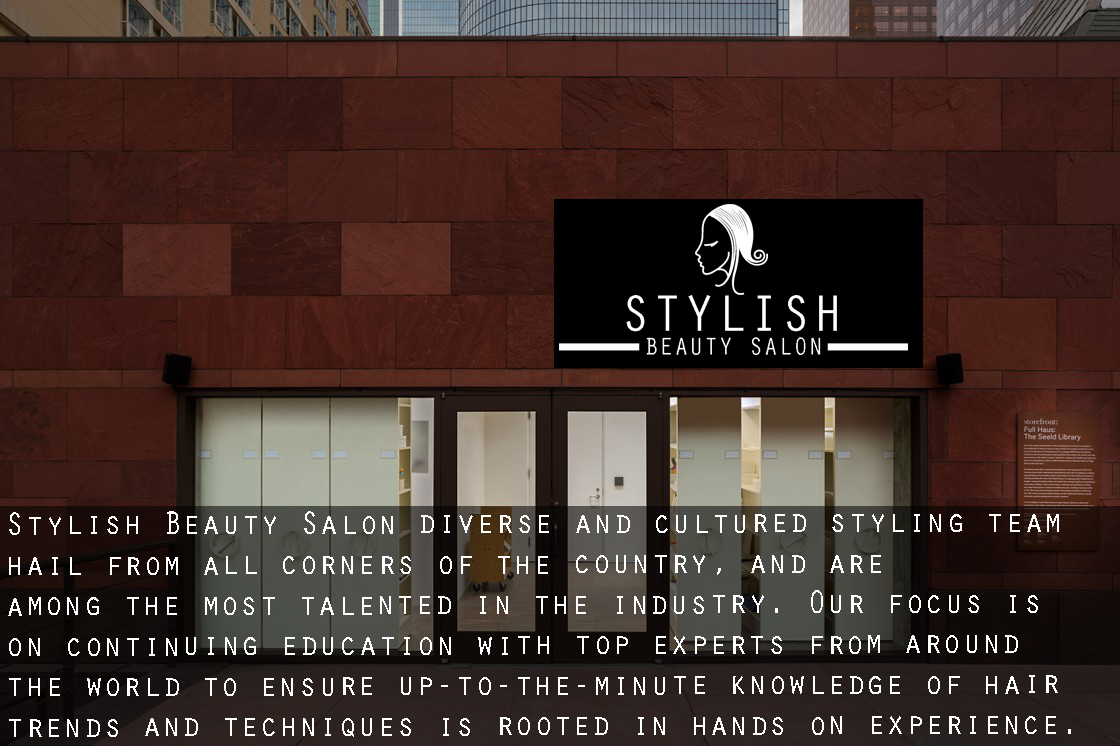 STYLISH
BEAUTY SALON
storefront:
Full Haus:
The Seeld Library
Stylish Beauty Salon diverse and cultured styling team
hail from all corners of the country, and are
among the most talented in the industry. Our focus is
on continuing education with top experts from around
the world to ensure up-to-the-minute knowledge of hair
trends and techniques is rooted in hands on experience.